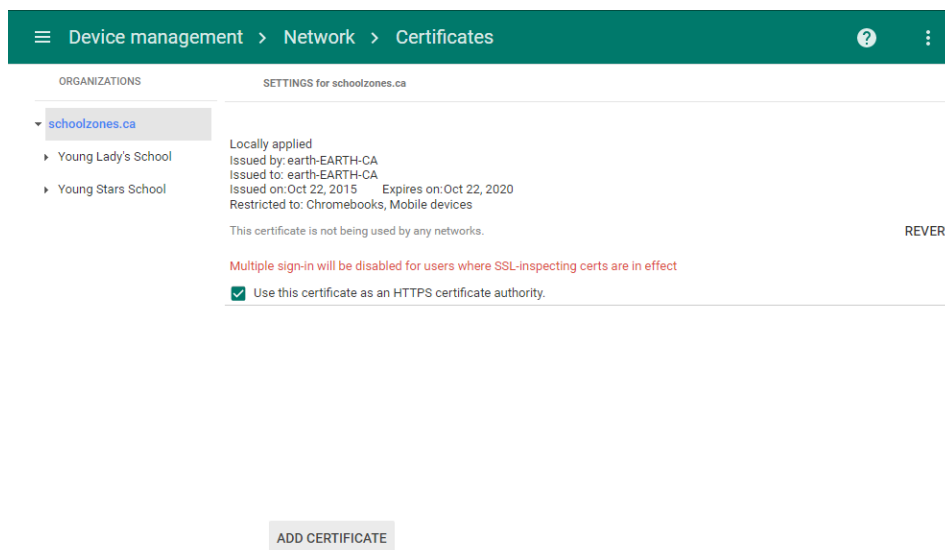 Device management > Network > Certificates
ORGANIZATIONS
SETTINGS for schoolzones.ca
schoolzones.ca
Young Lady's School
Young Stars School
Locally applied
Issued by: earth-EARTH-CA
Issued to: earth-EARTH-CA
Issued on:Oct 22, 2015 Expires on:Oct 22, 2020
Restricted to: Chromebooks, Mobile devices
This certificate is not being used by any networks.
REVER
Multiple sign-in will be disabled for users where SSL-inspecting certs are in effect
Use this certificate as an HTTPS certificate authority.
ADD CERTIFICATE